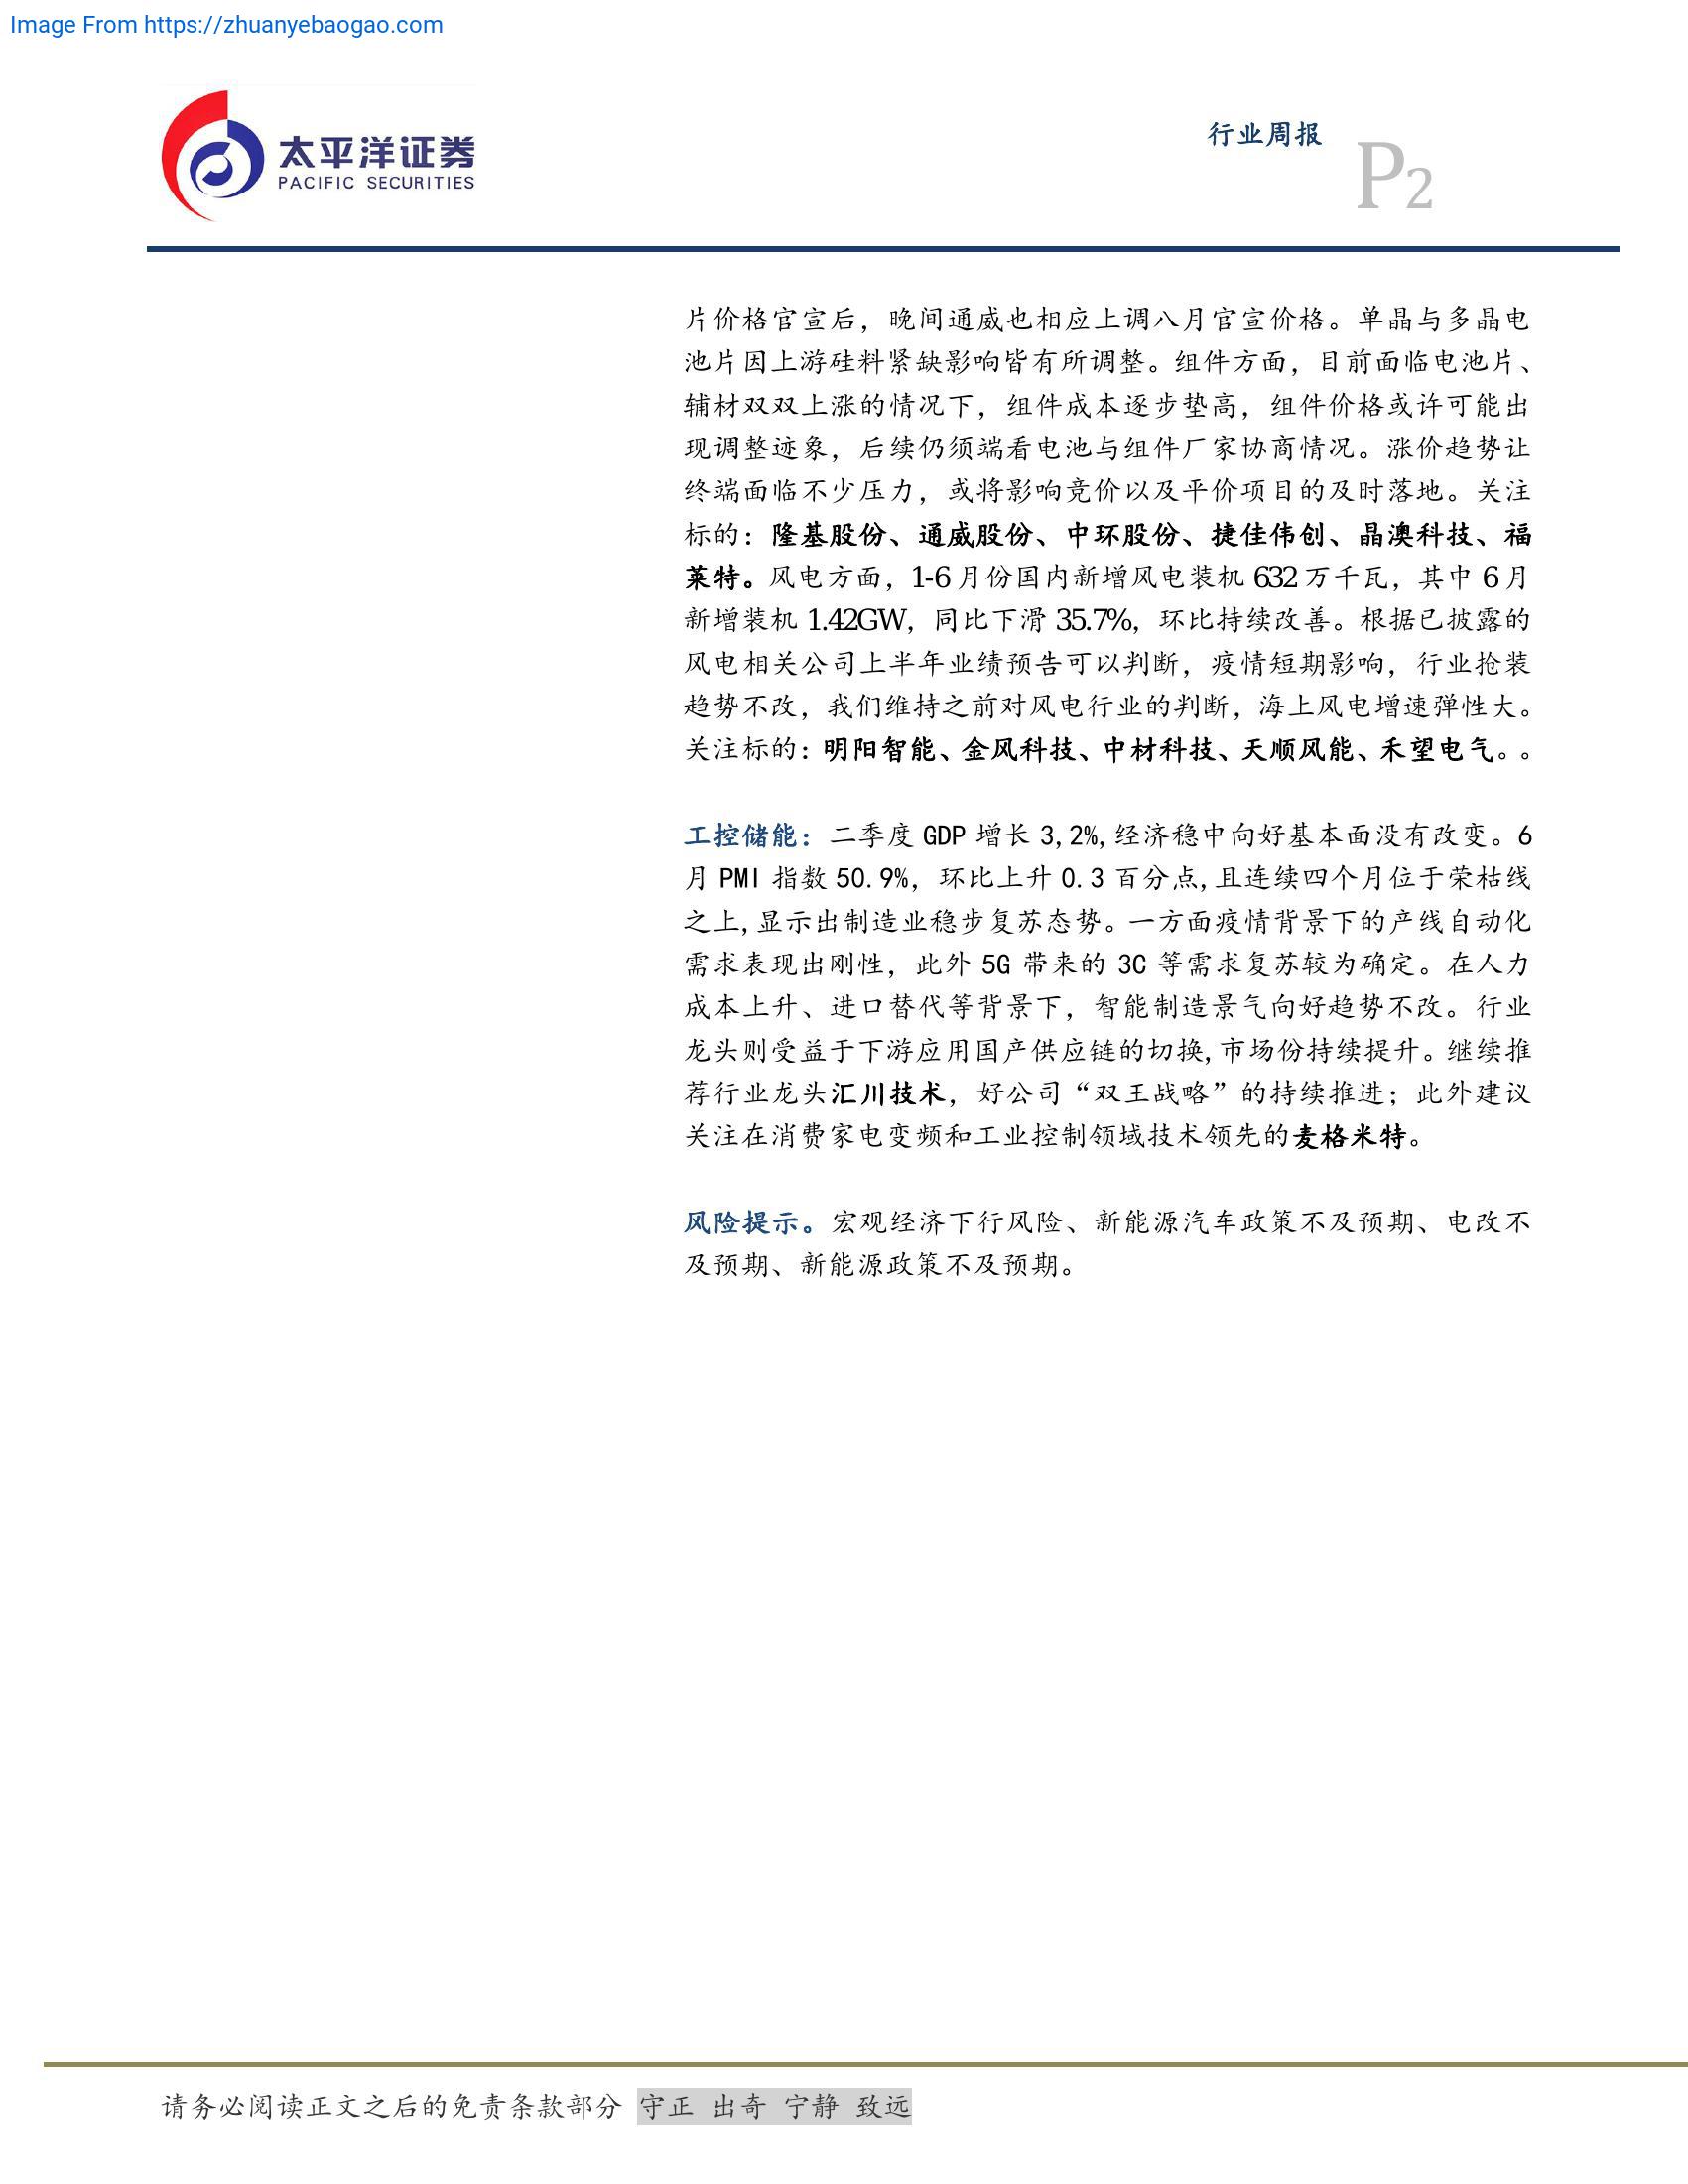 Image From https://zhuanyebaogao.com
太平洋证券
PACIFIC SECURITIES
行业周报
P2
片价格官宣后，晚间通威也相应上调八月官宣价格。单晶与多晶电
池片因上游硅料紧缺影响皆有所调整。组件方面，目前面临电池片、
辅材双双上涨的情况下，组件成本逐步垫高，组件价格或许可能出
现调整迹象，后续仍须端看电池与组件厂家协商情况。涨价趋势让
终端面临不少压力，或将影响竞价以及平价项目的及时落地。关注
标的：隆基股份、通威股份、中环股份、捷佳伟创、晶澳科技、福
莱特。风电方面，1-6 月份国内新增风电装机 632 万千瓦，其中 6 月
新增装机 1.42GW，同比下滑 35.7%，环比持续改善。根据已披露的
风电相关公司上半年业绩预告可以判断，疫情短期影响，行业抢装
趋势不改，我们维持之前对风电行业的判断，海上风电增速弹性大。
关注标的：明阳智能、金风科技、中材科技、天顺风能、禾望电气。。
工控储能：二季度 GDP 增长 3,2%,经济稳中向好基本面没有改变。6
月 PMI 指数 50.9%，环比上升 0.3 百分点,且连续四个月位于荣枯线
之上,显示出制造业稳步复苏态势。一方面疫情背景下的产线自动化
需求表现出刚性，此外 5G 带来的 3C 等需求复苏较为确定。在人力
成本上升、进口替代等背景下，智能制造景气向好趋势不改。行业
龙头则受益于下游应用国产供应链的切换,市场份持续提升。继续推
荐行业龙头汇川技术，好公司“双王战略”的持续推进；此外建议
关注在消费家电变频和工业控制领域技术领先的麦格米特。
风险提示。宏观经济下行风险、新能源汽车政策不及预期、电改不
及预期、新能源政策不及预期。
请务必阅读正文之后的免责条款部分 守正 出奇 宁静 致远